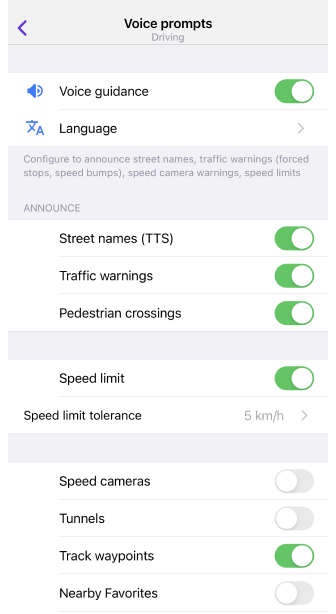 Voice prompts
Driving
Voice guidance
Language
Configure to announce street names, traffic warnings (forced
stops, speed bumps), speed camera warnings, speed limits
ANNOUNCE
Street names (TTS)
Traffic warnings
Pedestrian crossings
Speed limit
Speed limit tolerance 5 km/h
Speed cameras
Tunnels
Track waypoints
Nearby Favorites